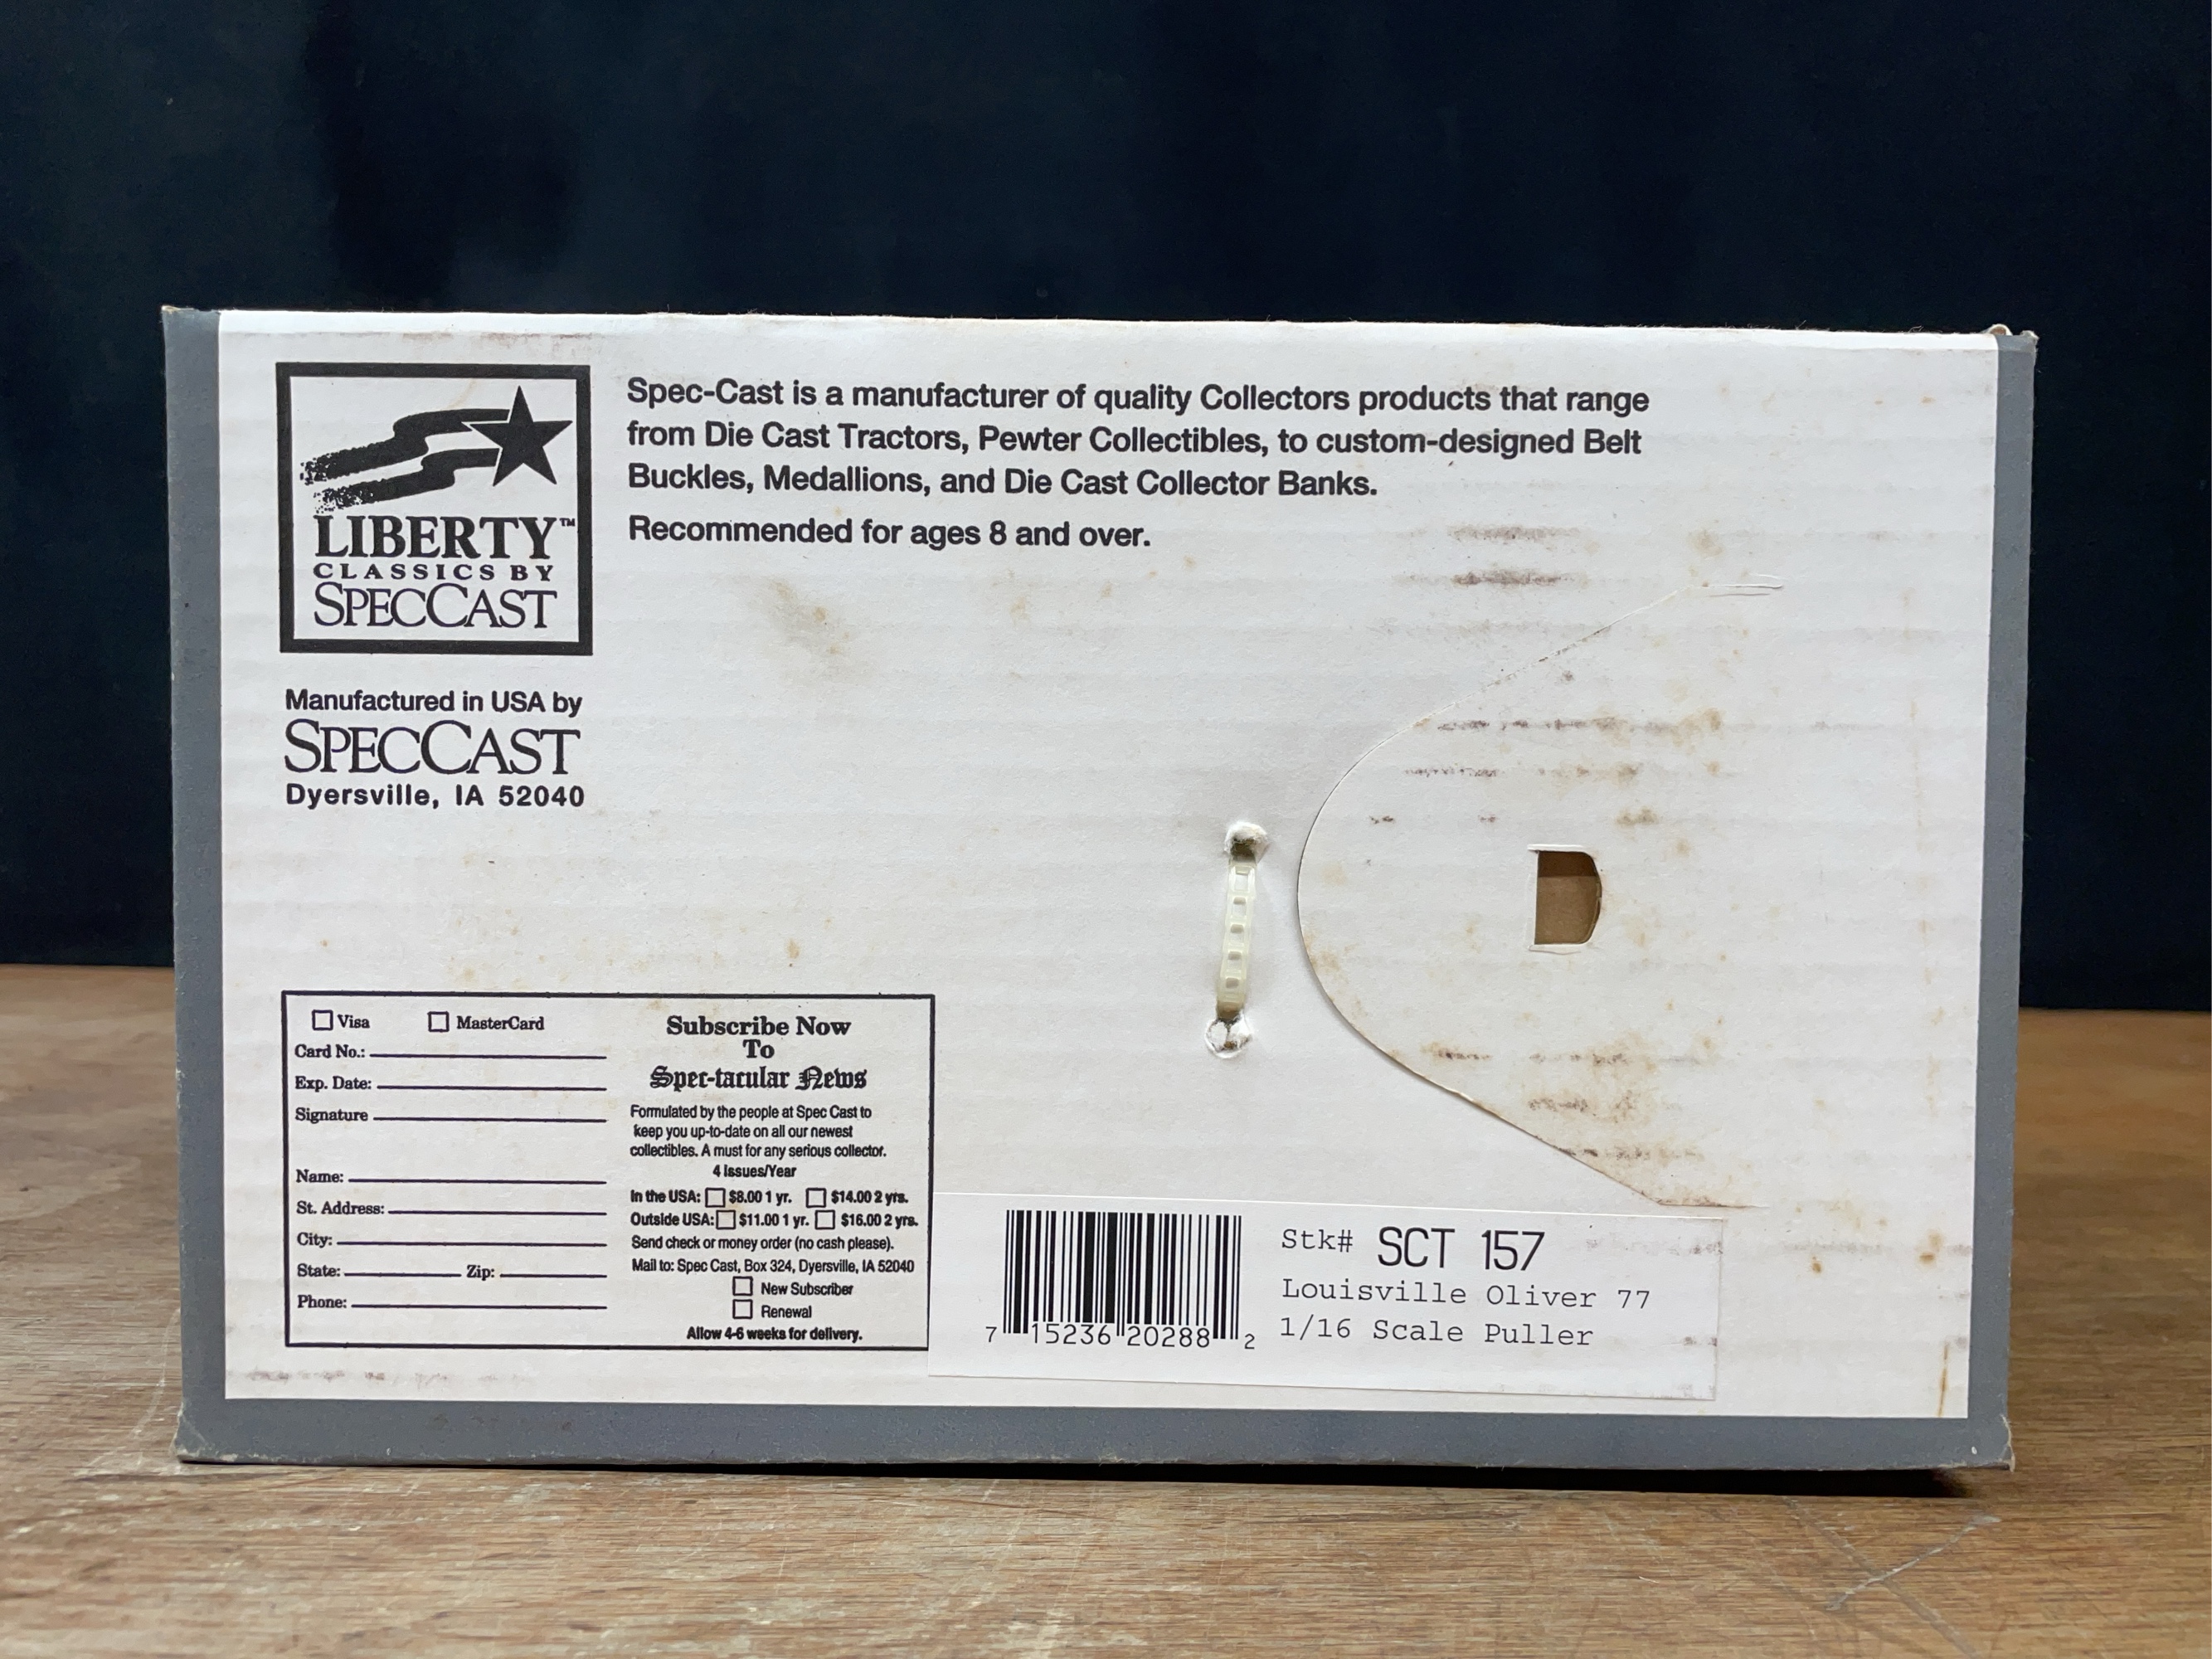 LIBERTY™
CLASSICS BY
SPECCAST
Spec-Cast is a manufacturer of quality Collectors products that range
from Die Cast Tractors, Pewter Collectibles, to custom-designed Belt
Buckles, Medallions, and Die Cast Collector Banks.
Recommended for ages 8 and over.
Manufactured in USA by
SPECCAST
Dyersville, IA 52040
Visa MasterCard
Card No.:
Exp. Date:
Signature
Name:
St. Address:
City:
State: Zip:
Phone:
Subscribe Now
To
Spec-tacular News
Formulated by the people at Spec Cast to
keep you up-to-date on all our newest
collectibles. A must for any serious collector.
4 Issues/Year
In the USA: $8.00 1 yr. $14.00 2 yrs.
Outside USA: $11.00 1 yr. $16.00 2 yrs.
Send check or money order (no cash please).
Mail to: Spec Cast, Box 324, Dyersville, IA 52040
New Subscriber
Renewal
Allow 4-6 weeks for delivery.
7 15236 20288 2
Stk# SCT 157
Louisville Oliver 77
1/16 Scale Puller